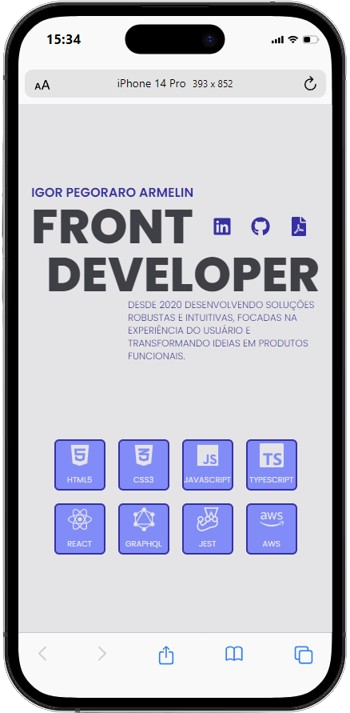 15:34
AA
iPhone 14 Pro 393 x 852
IGOR PEGORARO ARMELIN
FRONT
in
DEVELOPER
DESDE 2020 DESENVOLVENDO SOLUÇÕES
ROBUSTAS E INTUITIVAS, FOCADAS NA
EXPERIÊNCIA DO USUÁRIO E
TRANSFORMANDO IDEIAS EM PRODUTOS
FUNCIONAIS.
5 3 JS TS
HTML5 CSS3 JAVASCRIPT TYPESCRIPT
aws
REACT GRAPHQL JEST AWS